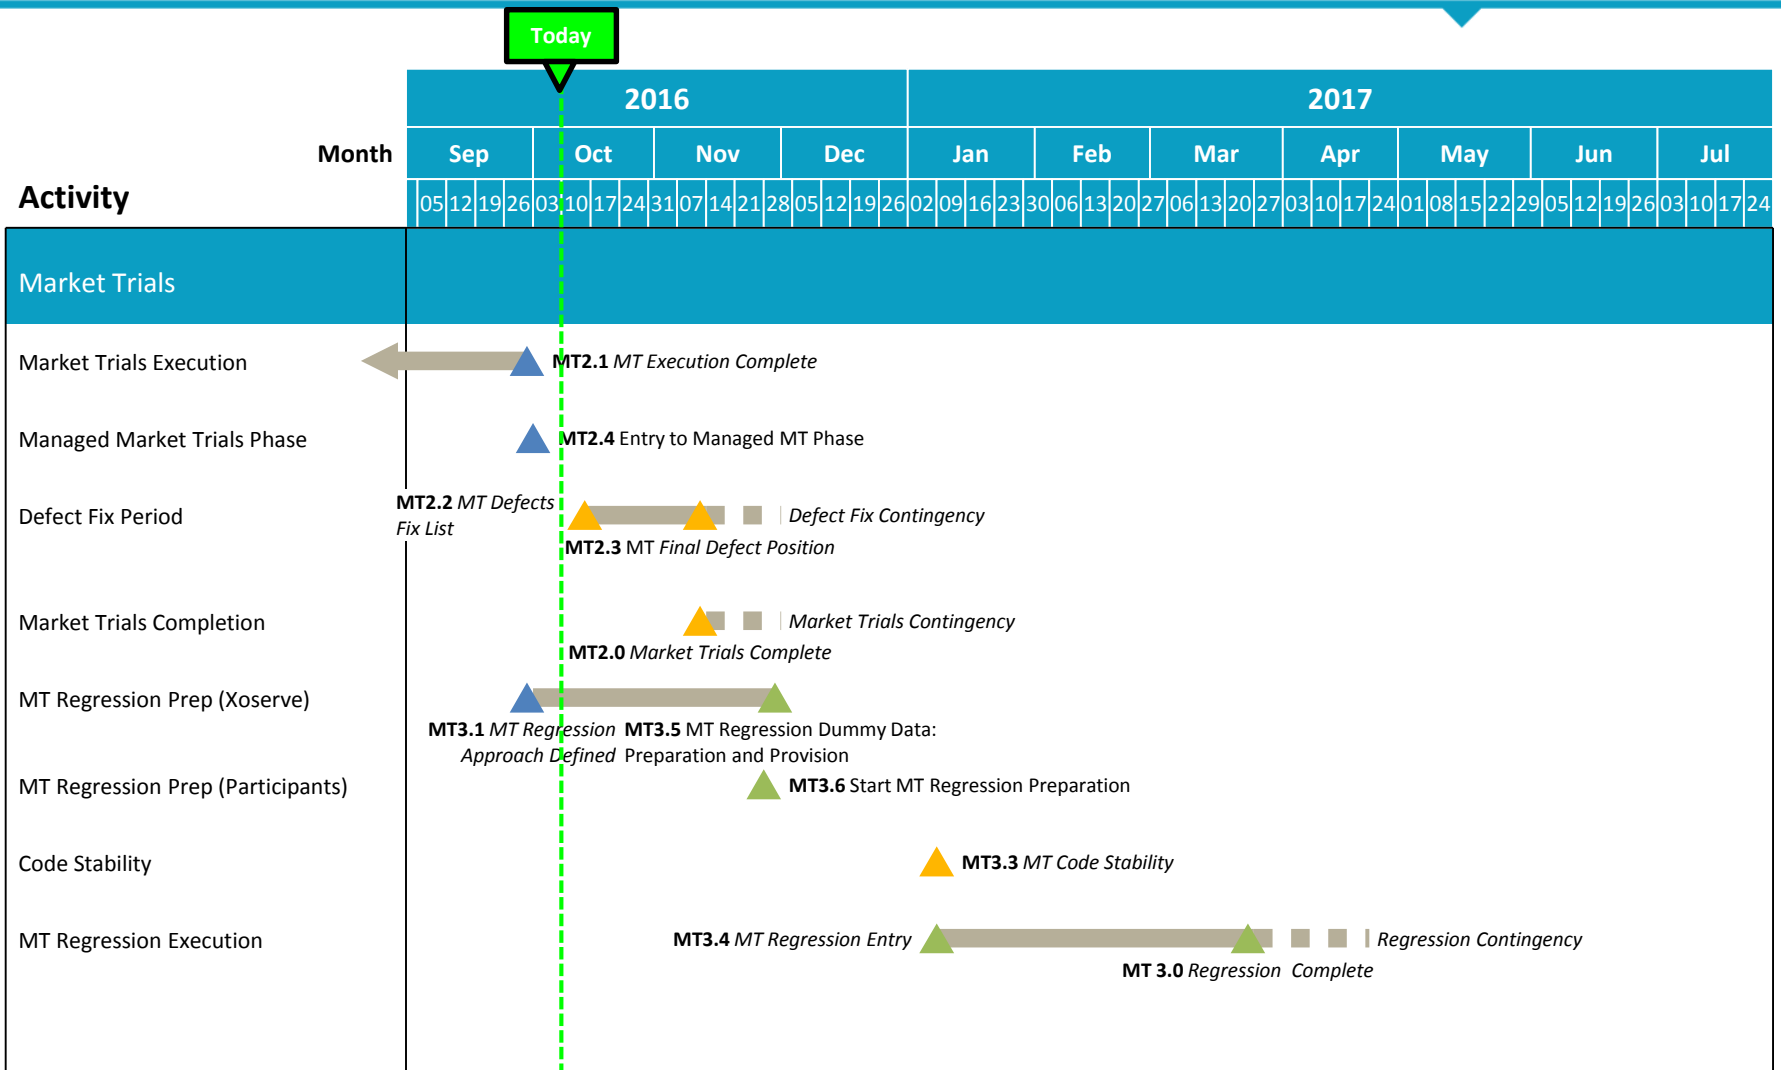 Today
2016 2017
Month Sep Oct Nov Dec Jan Feb Mar Apr May Jun Jul
Activity 05 12 19 26 03 10 17 24 31 07 14 21 28 05 12 19 26 02 09 16 23 30 06 13 20 27 06 13 20 27 03 10 17 24 01 08 15 22 29 05 12 19 26 03 10 17 24
Market Trials
Market Trials Execution MT2.1 MT Execution Complete
Managed Market Trials Phase MT2.4 Entry to Managed MT Phase
Defect Fix Period MT2.2 MT Defects
Fix List
Defect Fix Contingency
MT2.3 MT Final Defect Position
Market Trials Completion Market Trials Contingency
MT2.0 Market Trials Complete
MT Regression Prep (Xoserve)
MT3.1 MT Regression
Approach Defined
MT3.5 MT Regression Dummy Data:
Preparation and Provision
MT Regression Prep (Participants) MT3.6 Start MT Regression Preparation
Code Stability MT3.3 MT Code Stability
MT Regression Execution MT3.4 MT Regression Entry Regression Contingency
MT 3.0 Regression Complete